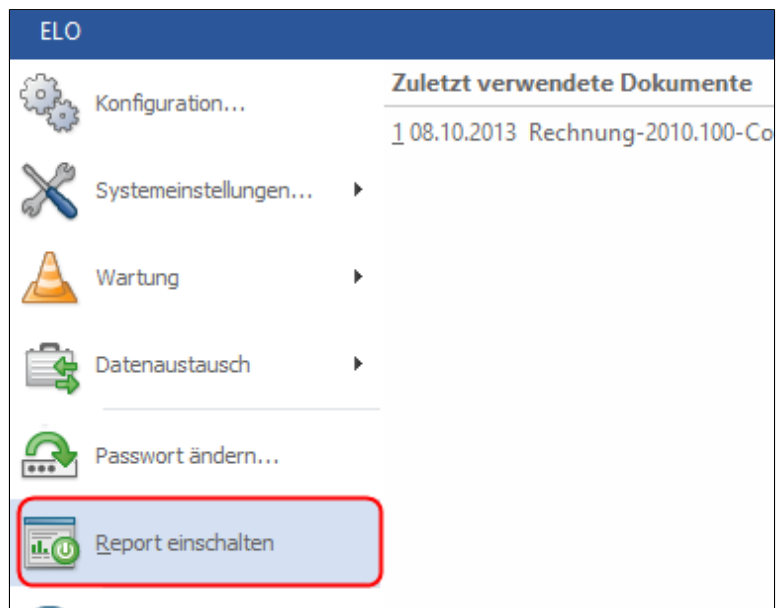 ELO
Konfiguration...
Systemeinstellungen...
Wartung
Datenaustausch
Passwort ändern...
Report einschalten
Zuletzt verwendete Dokumente
1 08.10.2013 Rechnung-2010.100-Co